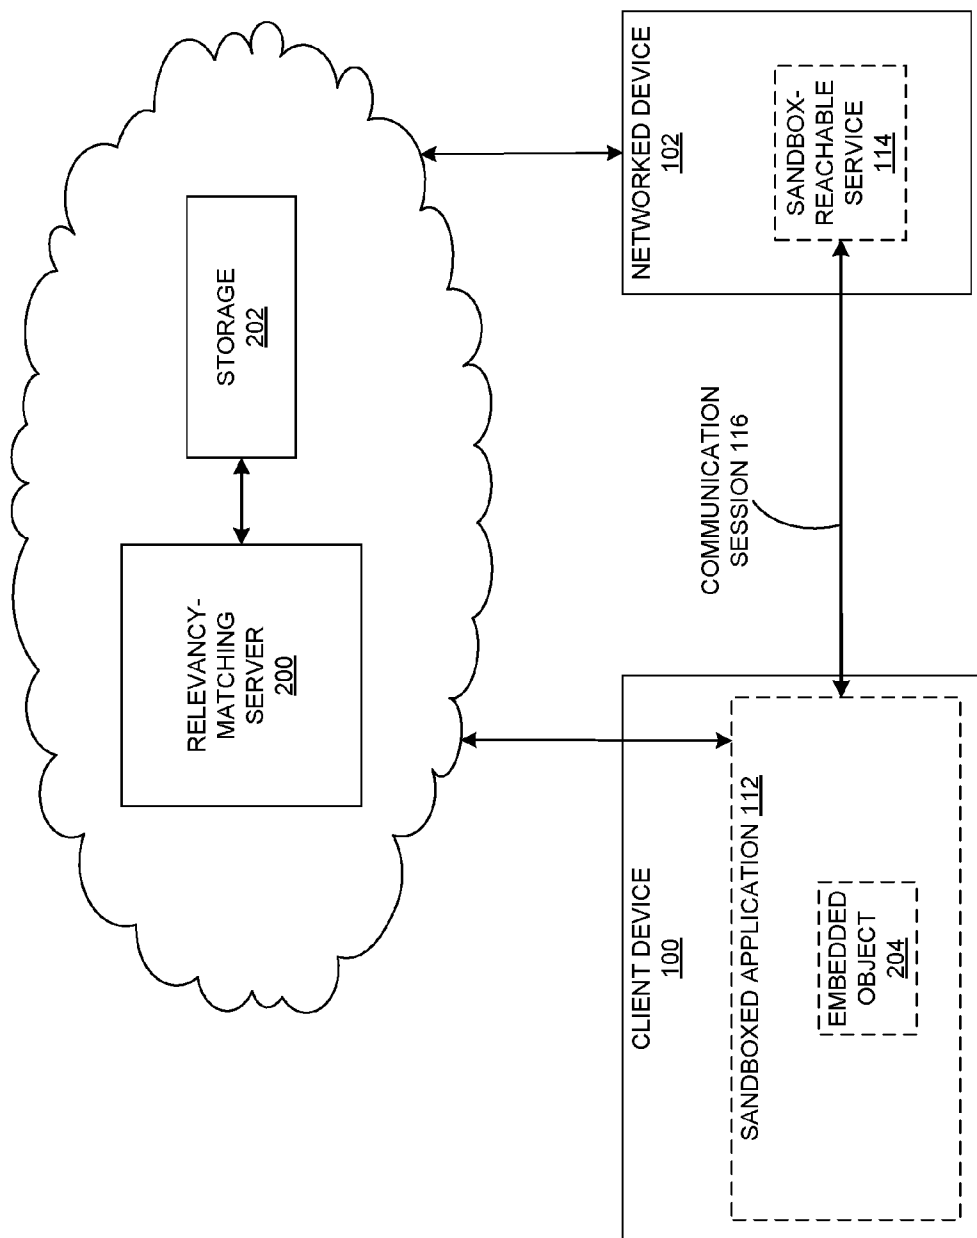 RELEVANCY-
MATCHING
SERVER
200
STORAGE
202
CLIENT DEVICE
100
SANDBOXED APPLICATION 112
EMBEDDED
OBJECT
204
COMMUNICATION
SESSION 116
NETWORKED DEVICE
102
SANDBOX-
REACHABLE
SERVICE
114